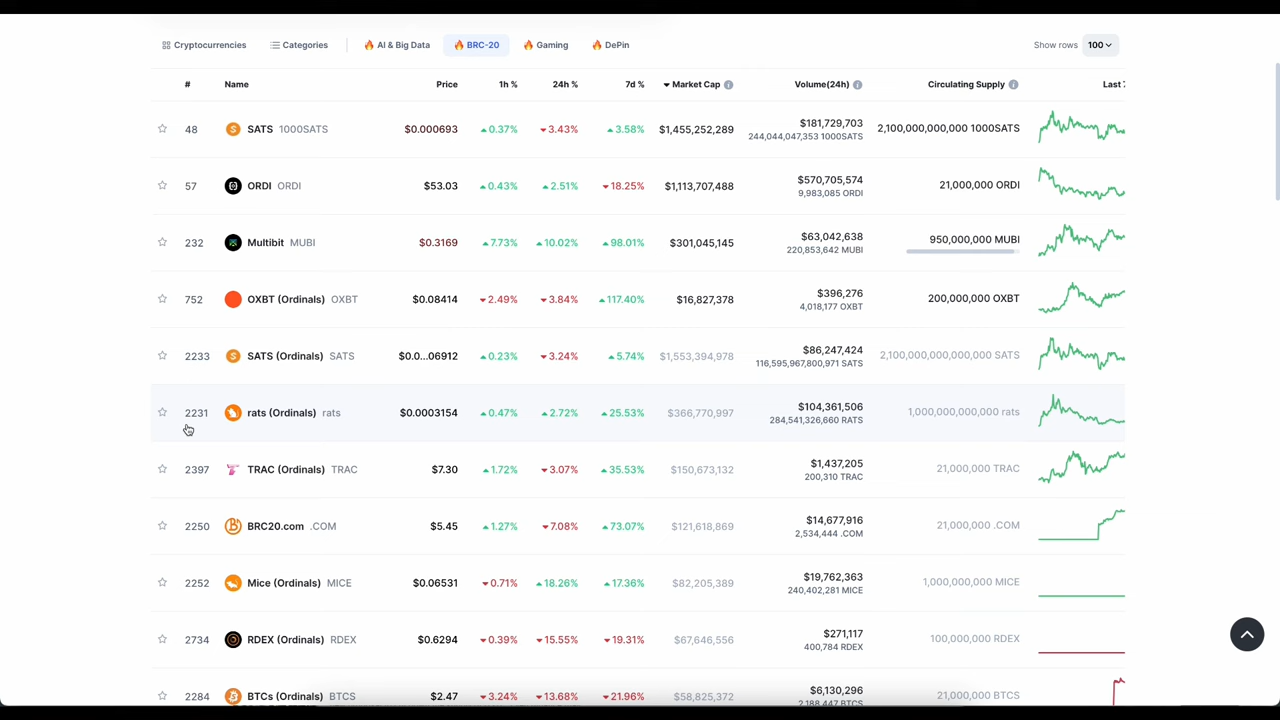 Cryptocurrencies Categories 🔥 AI & Big Data 🔥 BRC-20 🔥 Gaming 🔥 DePin Show rows 100
# Name Price 1h % 24h % 7d % Market Cap Volume(24h) Circulating Supply Last 7
48 SATS 1000SATS $0.000693 0.37% 3.43% 3.58% $1,455,252,289 $181,729,703 2,100,000,000,000 1000SATS
244,044,047,353 1000SATS
57 ORDI ORDI $53.03 0.43% 2.51% 18.25% $1,113,707,488 $570,705,574 21,000,000 ORDI
9,983,085 ORDI
232 Multibit MUBI $0.3169 7.73% 10.02% 98.01% $301,045,145 $63,042,638 950,000,000 MUBI
220,853,642 MUBI
752 OXBT (Ordinals) OXBT $0.08414 2.49% 3.84% 117.40% $16,827,378 $396,276 200,000,000 OXBT
4,018,177 OXBT
2233 SATS (Ordinals) SATS $0.0...06912 0.23% 3.24% 5.74% $1,553,394,978 $86,247,424 2,100,000,000,000,000 SATS
116,595,967,800,971 SATS
2231 rats (Ordinals) rats $0.0003154 0.47% 2.72% 25.53% $366,770,997 $104,361,506 1,000,000,000,000 rats
284,541,326,660 RATS
2397 TRAC (Ordinals) TRAC $7.30 1.72% 3.07% 35.53% $150,673,132 $1,437,205 21,000,000 TRAC
200,310 TRAC
2250 BRC20.com .COM $5.45 1.27% 7.08% 73.07% $121,618,869 $14,677,916 21,000,000 .COM
2,534,444 .COM
2252 Mice (Ordinals) MICE $0.06531 0.71% 18.26% 17.36% $82,205,389 $19,762,363 1,000,000,000 MICE
240,402,281 MICE
2734 RDEX (Ordinals) RDEX $0.6294 0.39% 15.55% 19.31% $67,646,556 $271,117 100,000,000 RDEX
400,784 RDEX
2284 BTCs (Ordinals) BTCS $2.47 3.24% 13.68% 21.96% $58,825,372 $6,130,296 21,000,000 BTCS
2,188,447 BTCS